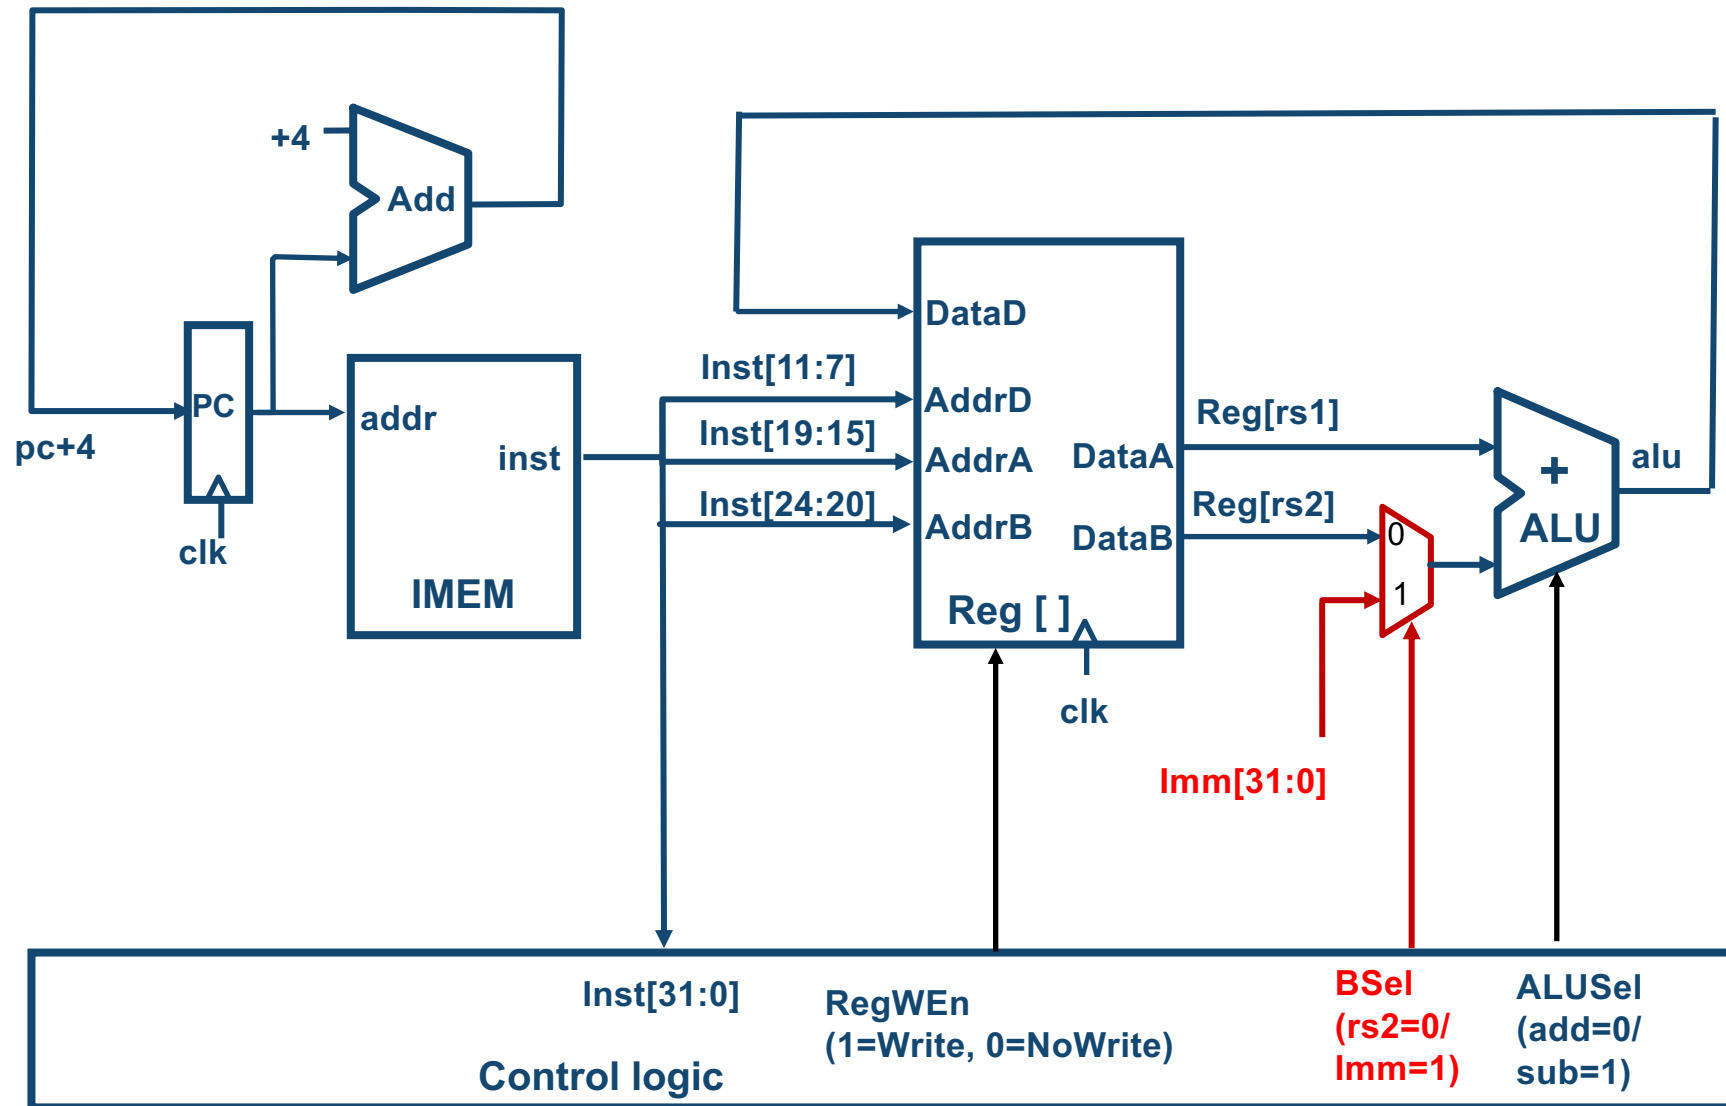 +4
Add
pc+4
PC
clk
addr
inst
IMEM
Inst[11:7]
Inst[19:15]
Inst[24:20]
DataD
AddrD
AddrA
AddrB
DataA
DataB
Reg [ ]
clk
Reg[rs1]
Reg[rs2]
0
1
Imm[31:0]
+
ALU
alu
Inst[31:0]
RegWEn
(1=Write, 0=NoWrite)
BSel
(rs2=0/
Imm=1)
ALUSel
(add=0/
sub=1)
Control logic